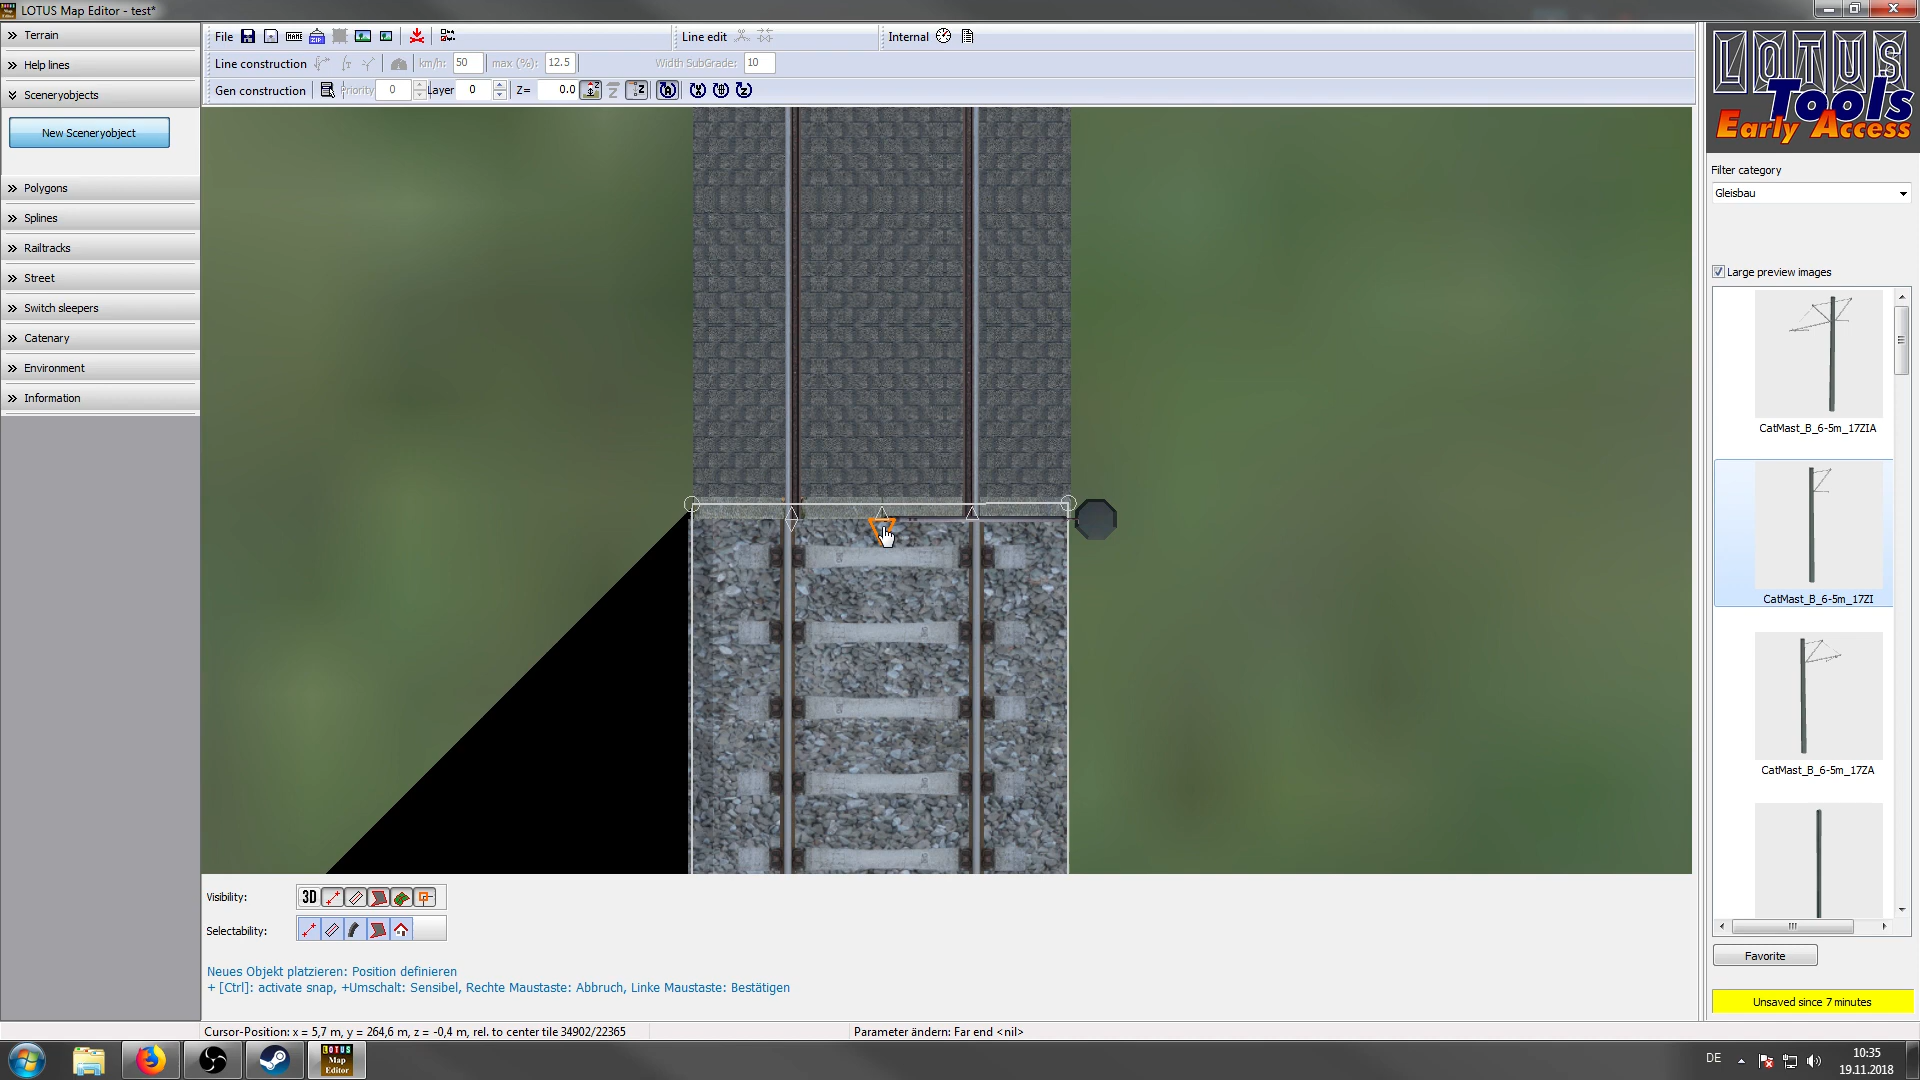 LOTUS Map Editor - test*
Terrain
Help lines
Sceneryobjects
New Sceneryobject
Polygons
Splines
Railtracks
Street
Switch sleepers
Catenary
Environment
Information
File
Line edit
Internal
Line construction
km/h: 50
max (%): 12.5
Width SubGrade: 10
Gen construction
Priority 0
Layer 0
Z= 0.0
LOTUS
Tools
Early Access
Filter category
Gleisbau
Large preview images
CatMast_B_6-5m_17ZIA
CatMast_B_6-5m_17ZI
CatMast_B_6-5m_17ZA
Favorite
Unsaved since 7 minutes
Visibility:
3D
Selectability:
Neues Objekt platzieren: Position definieren
+ [Ctrl]: activate snap, +Umschalt: Sensibel, Rechte Maustaste: Abbruch, Linke Maustaste: Bestätigen
Cursor-Position: x = 5,7 m, y = 264,6 m, z = -0,4 m, rel. to center tile 34902/22365
Parameter ändern: Far end <nil>
LOTUS
Map
Editor
DE
10:35
19.11.2018